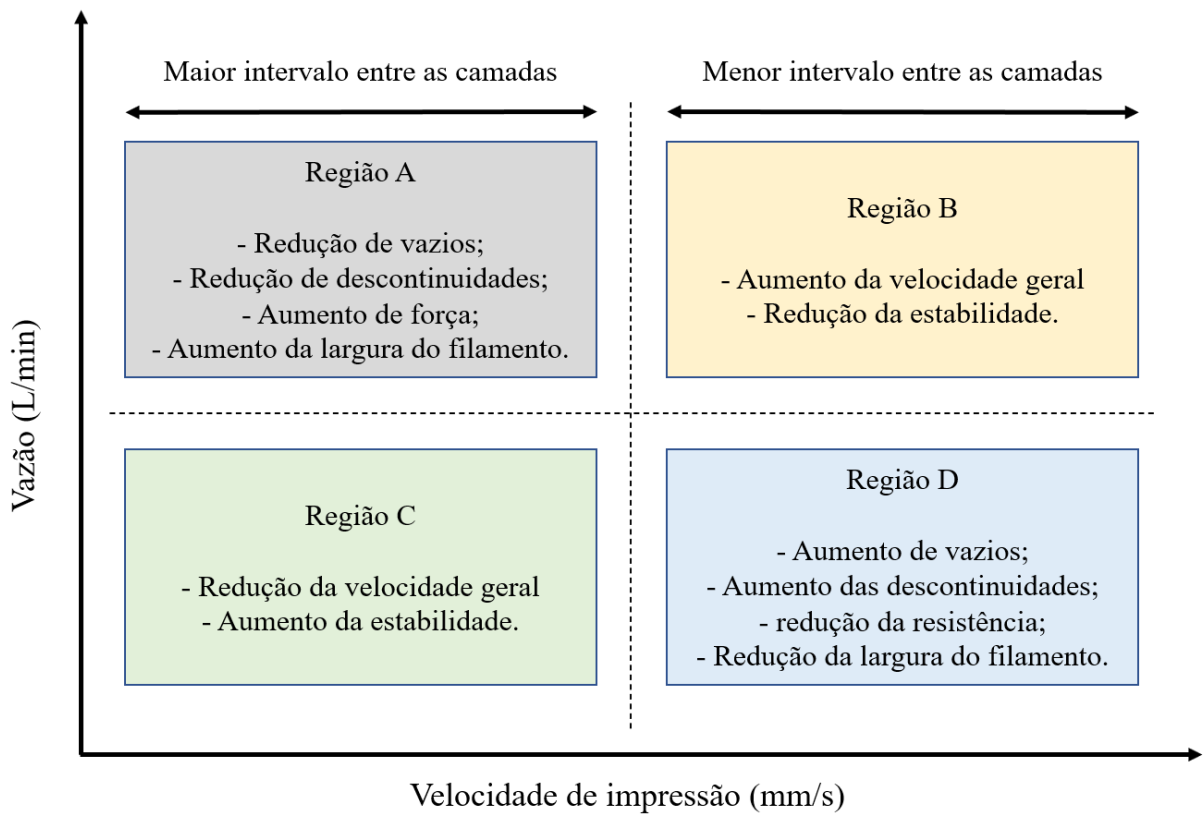 Maior intervalo entre as camadas
Menor intervalo entre as camadas
Região A
- Redução de vazios;
- Redução de descontinuidades;
- Aumento de força;
- Aumento da largura do filamento.
Região B
- Aumento da velocidade geral
- Redução da estabilidade.
Vazão (L/min)
Região C
- Redução da velocidade geral
- Aumento da estabilidade.
Região D
- Aumento de vazios;
- Aumento das descontinuidades;
- redução da resistência;
- Redução da largura do filamento.
Velocidade de impressão (mm/s)